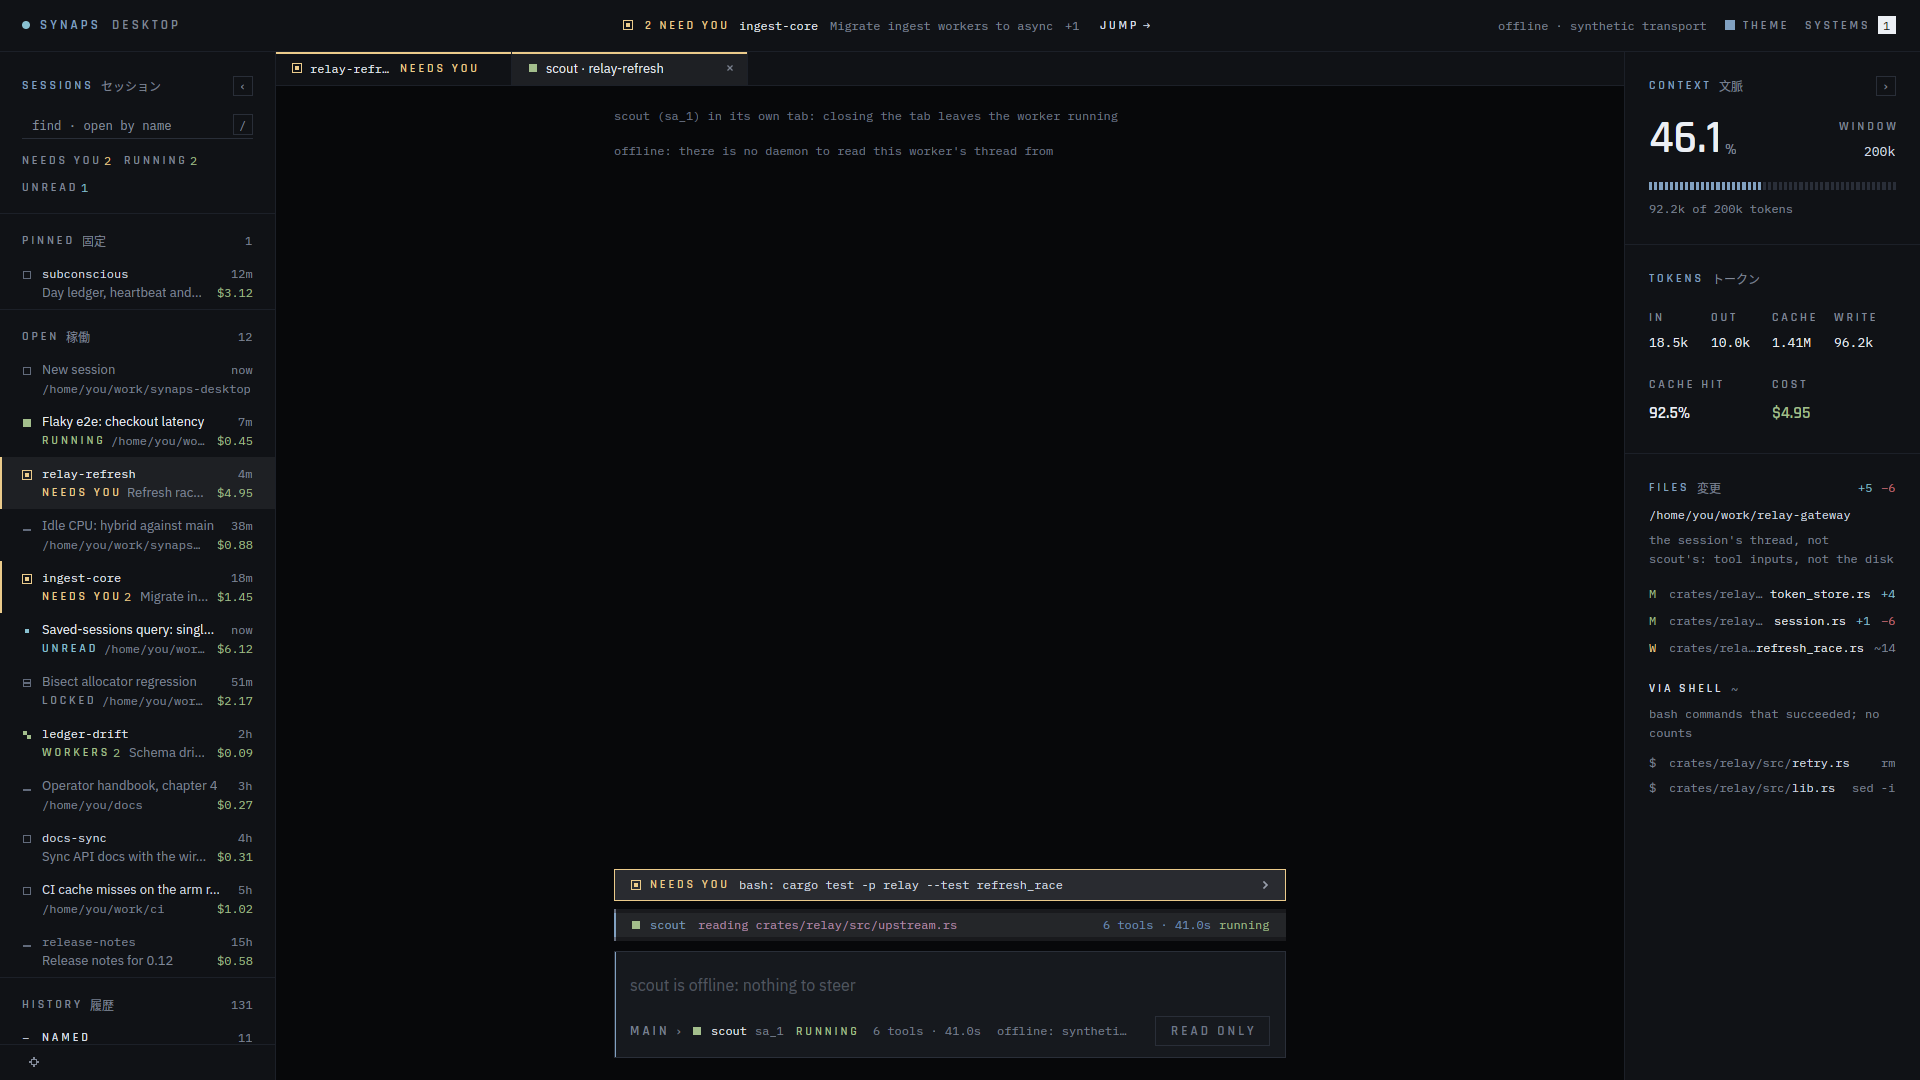 SYNAPS DESKTOP
2 NEED YOU ingest-core Migrate ingest workers to async +1 JUMP →
offline · synthetic transport THEME SYSTEMS 1
SESSIONS セッション ‹
find · open by name /
NEEDS YOU 2 RUNNING 2
UNREAD 1
PINNED 固定 1
subconscious 12m
Day ledger, heartbeat and... $3.12
OPEN 稼働 12
New session now
/home/you/work/synaps-desktop
Flaky e2e: checkout latency 7m
RUNNING /home/you/wo… $0.45
relay-refresh 4m
NEEDS YOU Refresh rac... $4.95
Idle CPU: hybrid against main 38m
/home/you/work/synaps… $0.88
ingest-core 18m
NEEDS YOU 2 Migrate in... $1.45
Saved-sessions query: singl... now
UNREAD /home/you/wor… $6.12
Bisect allocator regression 51m
LOCKED /home/you/wor… $2.17
ledger-drift 2h
WORKERS 2 Schema dri... $0.09
Operator handbook, chapter 4 3h
/home/you/docs $0.27
docs-sync 4h
Sync API docs with the wir... $0.31
CI cache misses on the arm r... 5h
/home/you/work/ci $1.02
release-notes 15h
Release notes for 0.12 $0.58
HISTORY 履歴 131
– NAMED 11
relay-refr… NEEDS YOU
scout · relay-refresh ×
scout (sa_1) in its own tab: closing the tab leaves the worker running
offline: there is no daemon to read this worker's thread from
NEEDS YOU bash: cargo test -p relay --test refresh_race ›
scout reading crates/relay/src/upstream.rs 6 tools · 41.0s running
scout is offline: nothing to steer
MAIN › scout sa_1 RUNNING 6 tools · 41.0s offline: syntheti… READ ONLY
CONTEXT 文脈 ›
46.1% WINDOW
200k
92.2k of 200k tokens
TOKENS トークン
IN OUT CACHE WRITE
18.5k 10.0k 1.41M 96.2k
CACHE HIT COST
92.5% $4.95
FILES 変更 +5 −6
/home/you/work/relay-gateway
the session's thread, not
scout's: tool inputs, not the disk
M crates/relay… token_store.rs +4
M crates/relay… session.rs +1 −6
W crates/rela…refresh_race.rs ~14
VIA SHELL ~
bash commands that succeeded; no
counts
$ crates/relay/src/retry.rs rm
$ crates/relay/src/lib.rs sed -i